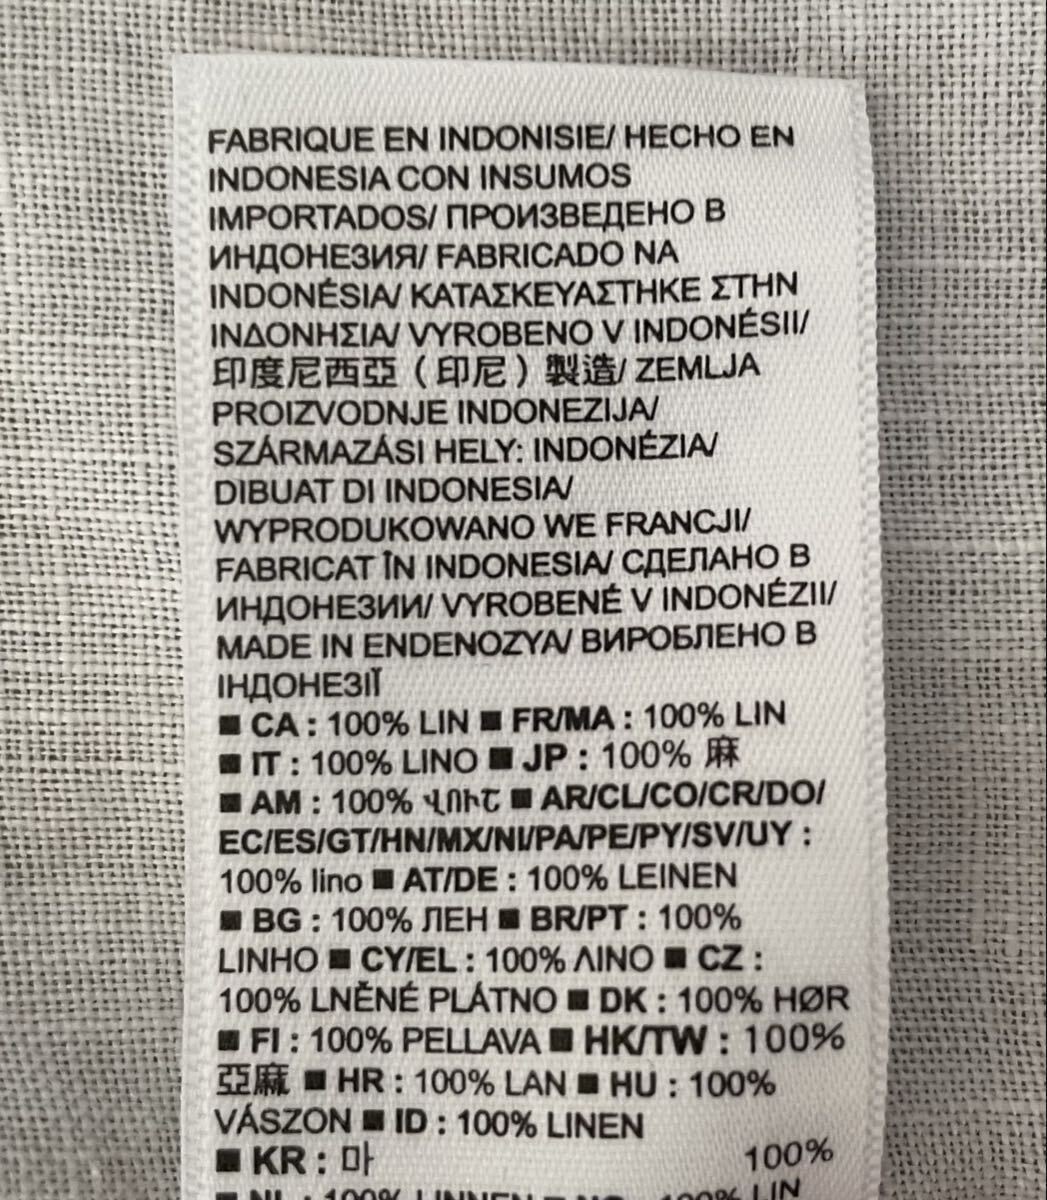 FABRIQUE EN INDONISIE/ HECHO EN
INDONESIA CON INSUMOS
IMPORTADOS/ ПРОИЗВЕДЕНО В
ИНДОНЕЗИЯ/ FABRICADO NA
INDONÉSIA/ ΚΑΤΑΣΚΕΥΑΣΤΗΚΕ ΣΤΗΝ
ΙΝΔΟΝΗΣΙΑ/ VYROBENO V INDONÉSII/
印度尼西亞（印尼）製造/ ZEMLJA
PROIZVODNJE INDONEZIJA/
SZÁRMAZÁSI HELY: INDONÉZIA/
DIBUAT DI INDONESIA/
WYPRODUKOWANO WE FRANCJI/
FABRICAT ÎN INDONESIA/ СДЕЛАНО В
ИНДОНЕЗИИ/ VYROBENÉ V INDONÉZII/
MADE IN ENDENOZYA/ ВИРОБЛЕНО В
ІНДОНЕЗІЇ
■ CA : 100% LIN ■ FR/MA : 100% LIN
■ IT : 100% LINO ■ JP : 100% 麻
■ AM : 100% ՎՈՒՇ ■ AR/CL/CO/CR/DO/
EC/ES/GT/HN/MX/NI/PA/PE/PY/SV/UY :
100% lino ■ AT/DE : 100% LEINEN
■ BG : 100% ЛЕН ■ BR/PT : 100%
LINHO ■ CY/EL : 100% ΛΙΝΟ ■ CZ :
100% LNĚNÉ PLÁTNO ■ DK : 100% HØR
■ FI : 100% PELLAVA ■ HK/TW : 100%
亞麻 ■ HR : 100% LAN ■ HU : 100%
VÁSZON ■ ID : 100% LINEN
■ KR : 마 100%
■ NL : 100% LINNEN 100% LIN